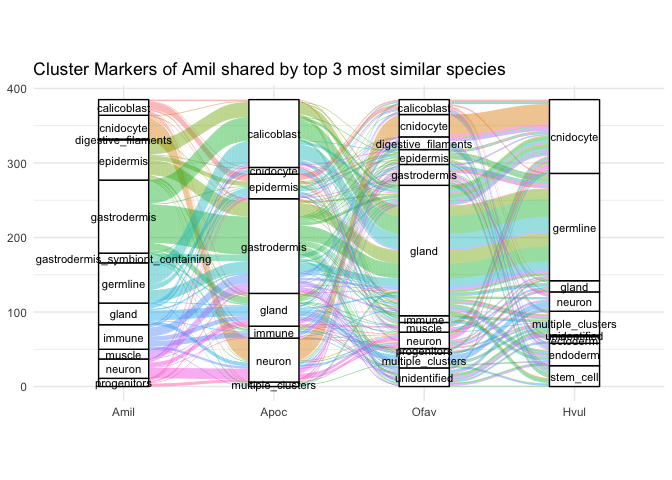 Cluster Markers of Amil shared by top 3 most similar species
400
300
200
100
0
calicoblast
cnidocyte
digestive_filaments
epidermis
gastrodermis
gastrodermis_symbiont_containing
germline
gland
immune
muscle
neuron
progenitors
calicoblast
cnidocyte
epidermis
gastrodermis
gland
immune
neuron
multiple_clusters
calicoblast
cnidocyte
digestive_filaments
epidermis
gastrodermis
gland
immune
muscle
neuron
progenitors
multiple_clusters
unidentified
cnidocyte
germline
gland
neuron
multiple_clusters
unidentified
endoderm
stem_cell
Amil
Apoc
Ofav
Hvul